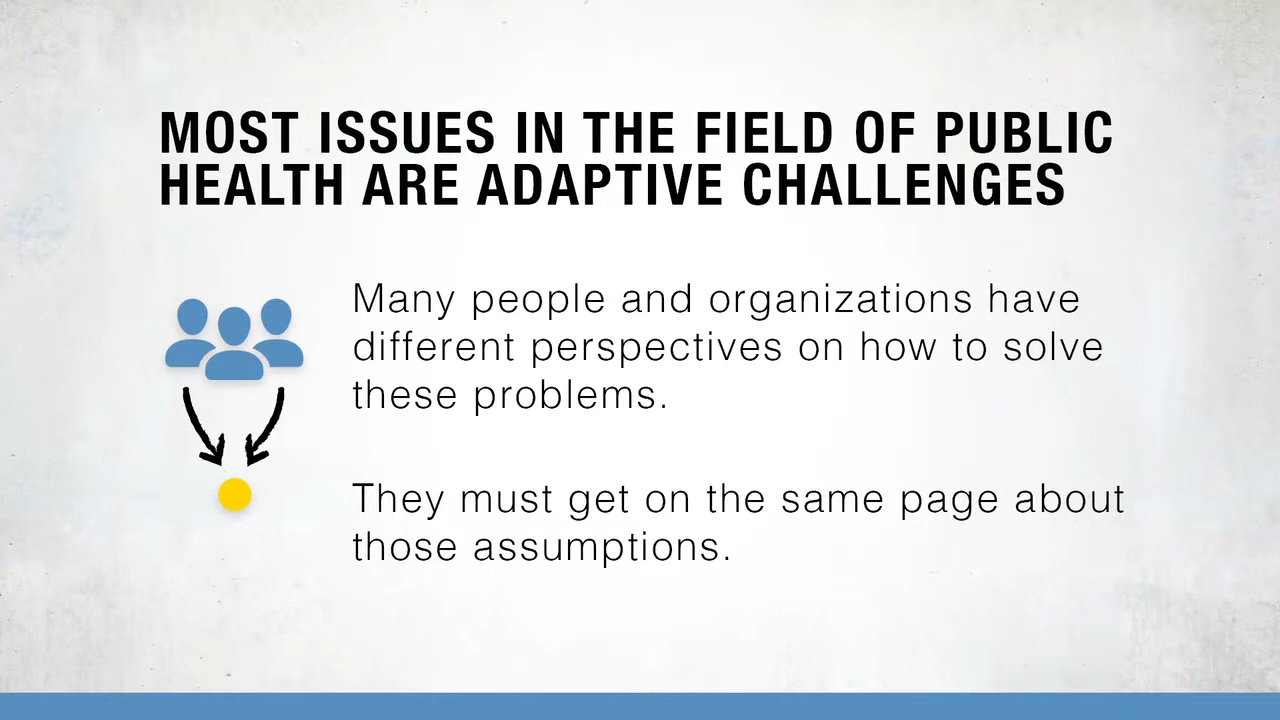 MOST ISSUES IN THE FIELD OF PUBLIC
HEALTH ARE ADAPTIVE CHALLENGES
Many people and organizations have
different perspectives on how to solve
these problems.
They must get on the same page about
those assumptions.